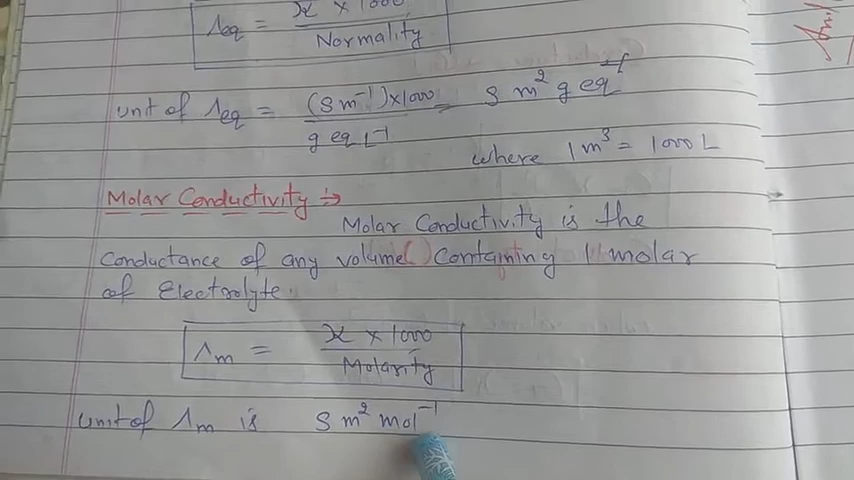 Λeq = x × 1000 / Normality
unit of Λeq = (S m⁻¹) × 1000 / g eq L⁻¹ = S m² g eq⁻¹
where 1 m³ = 1000 L
Molar Conductivity :→
Molar Conductivity is the
Conductance of any volume ( ) Containing 1 molar
of Electrolyte.
Λm = x × 1000 / Molarity
unit of Λm is S m² mol⁻¹